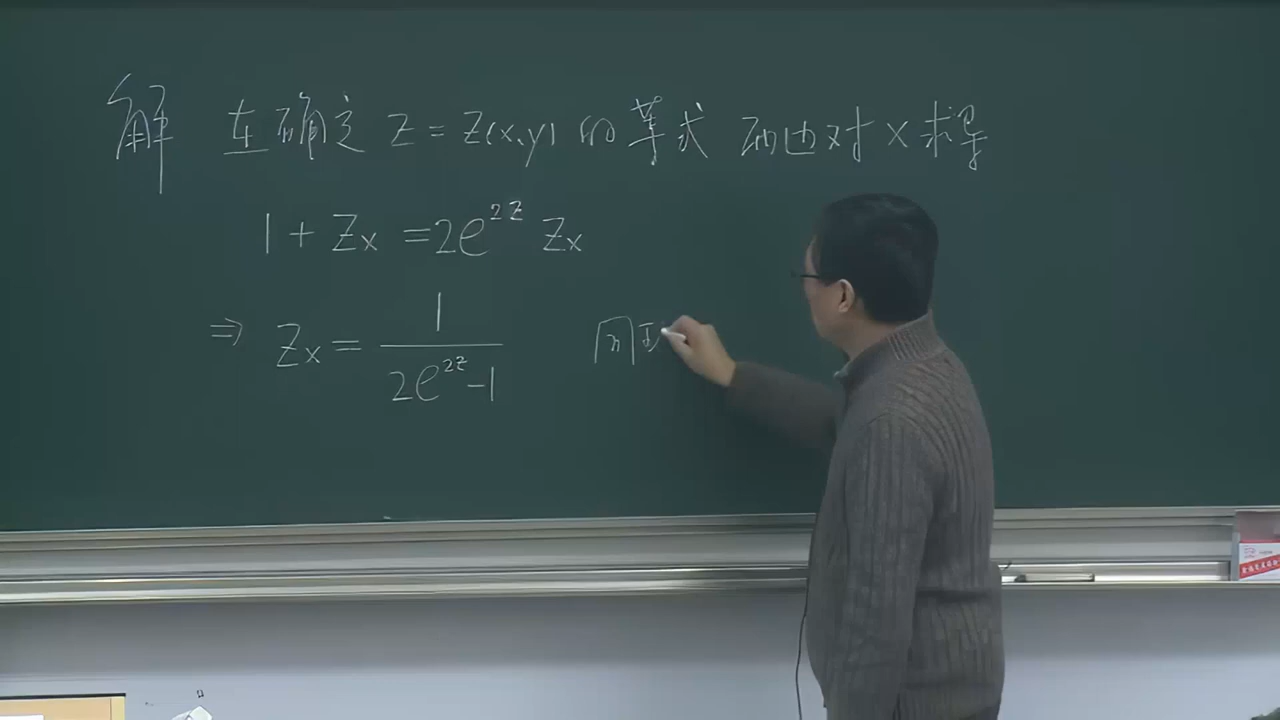 解 在确定 Z = Z(x,y) 的等式 两边对 x 求导
1 + Zx = 2e^{2Z} Zx
⇒ Zx = \frac{1}{2e^{2Z}-1} 同